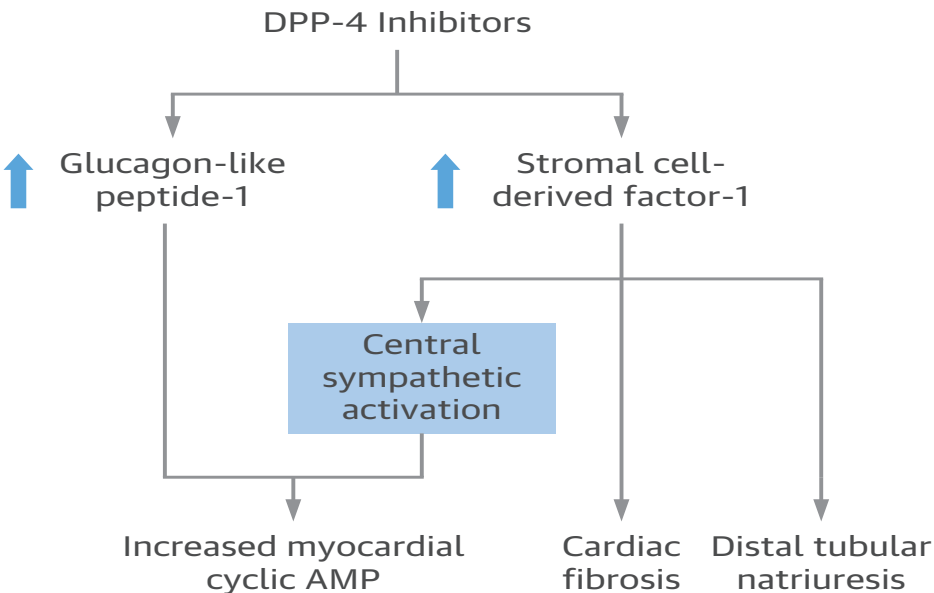 DPP-4 Inhibitors
Glucagon-like
peptide-1
Stromal cell-
derived factor-1
Central
sympathetic
activation
Increased myocardial
cyclic AMP
Cardiac
fibrosis
Distal tubular
natriuresis